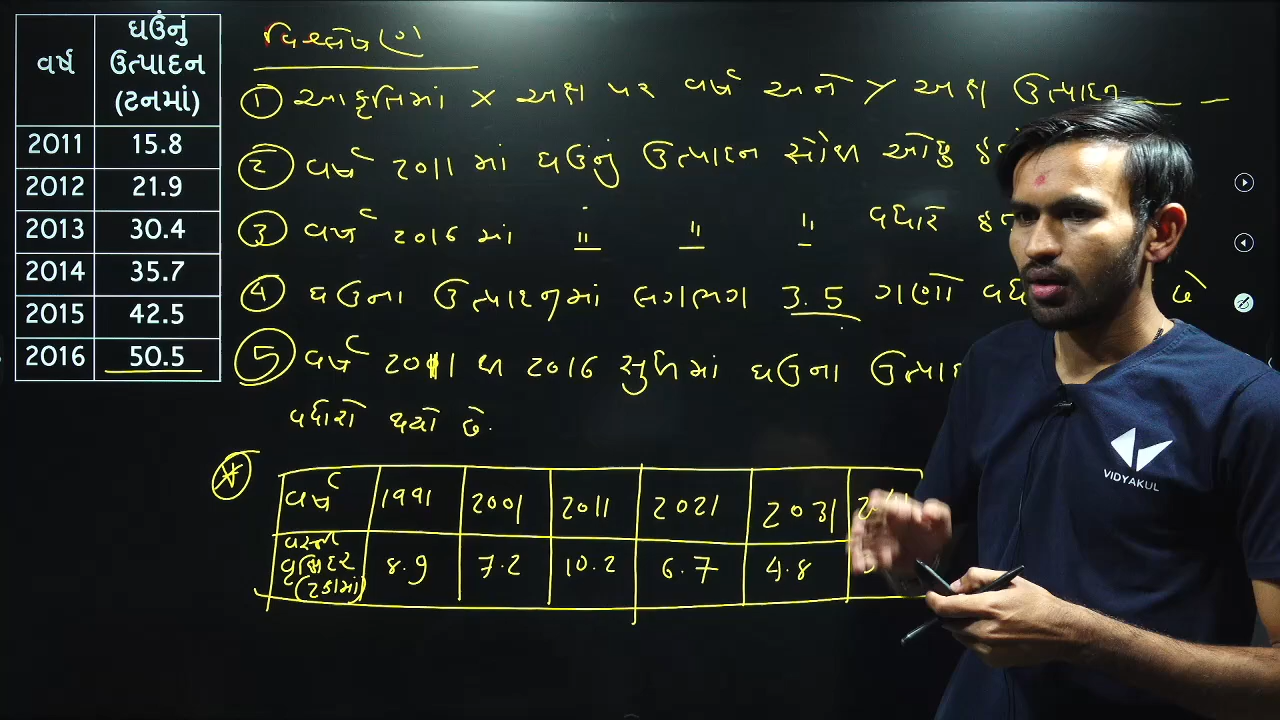 વર્ષ ઘઉંનું ઉત્પાદન (ટનમાં)
2011 15.8
2012 21.9
2013 30.4
2014 35.7
2015 42.5
2016 50.5
વિશ્લેષણ
① આકૃતિમાં X અક્ષ પર વર્ષ અને Y અક્ષ ઉત્પાદન
② વર્ષ 2011 માં ઘઉંનું ઉત્પાદન સૌથી ઓછું
③ વર્ષ 2016 માં " " " વધારે
④ ઘઉંના ઉત્પાદનમાં લગભગ 3.5 ગણો છે
⑤ વર્ષ 2011 થી 2016 સુધીમાં ઘઉંના
વધારો થયો છે.
વર્ષ 1991 2001 2011 2021 2031
વસ્તી વૃદ્ધિદર (ટકામાં) 8.9 7.2 10.2 6.7 4.8
VIDYAKUL